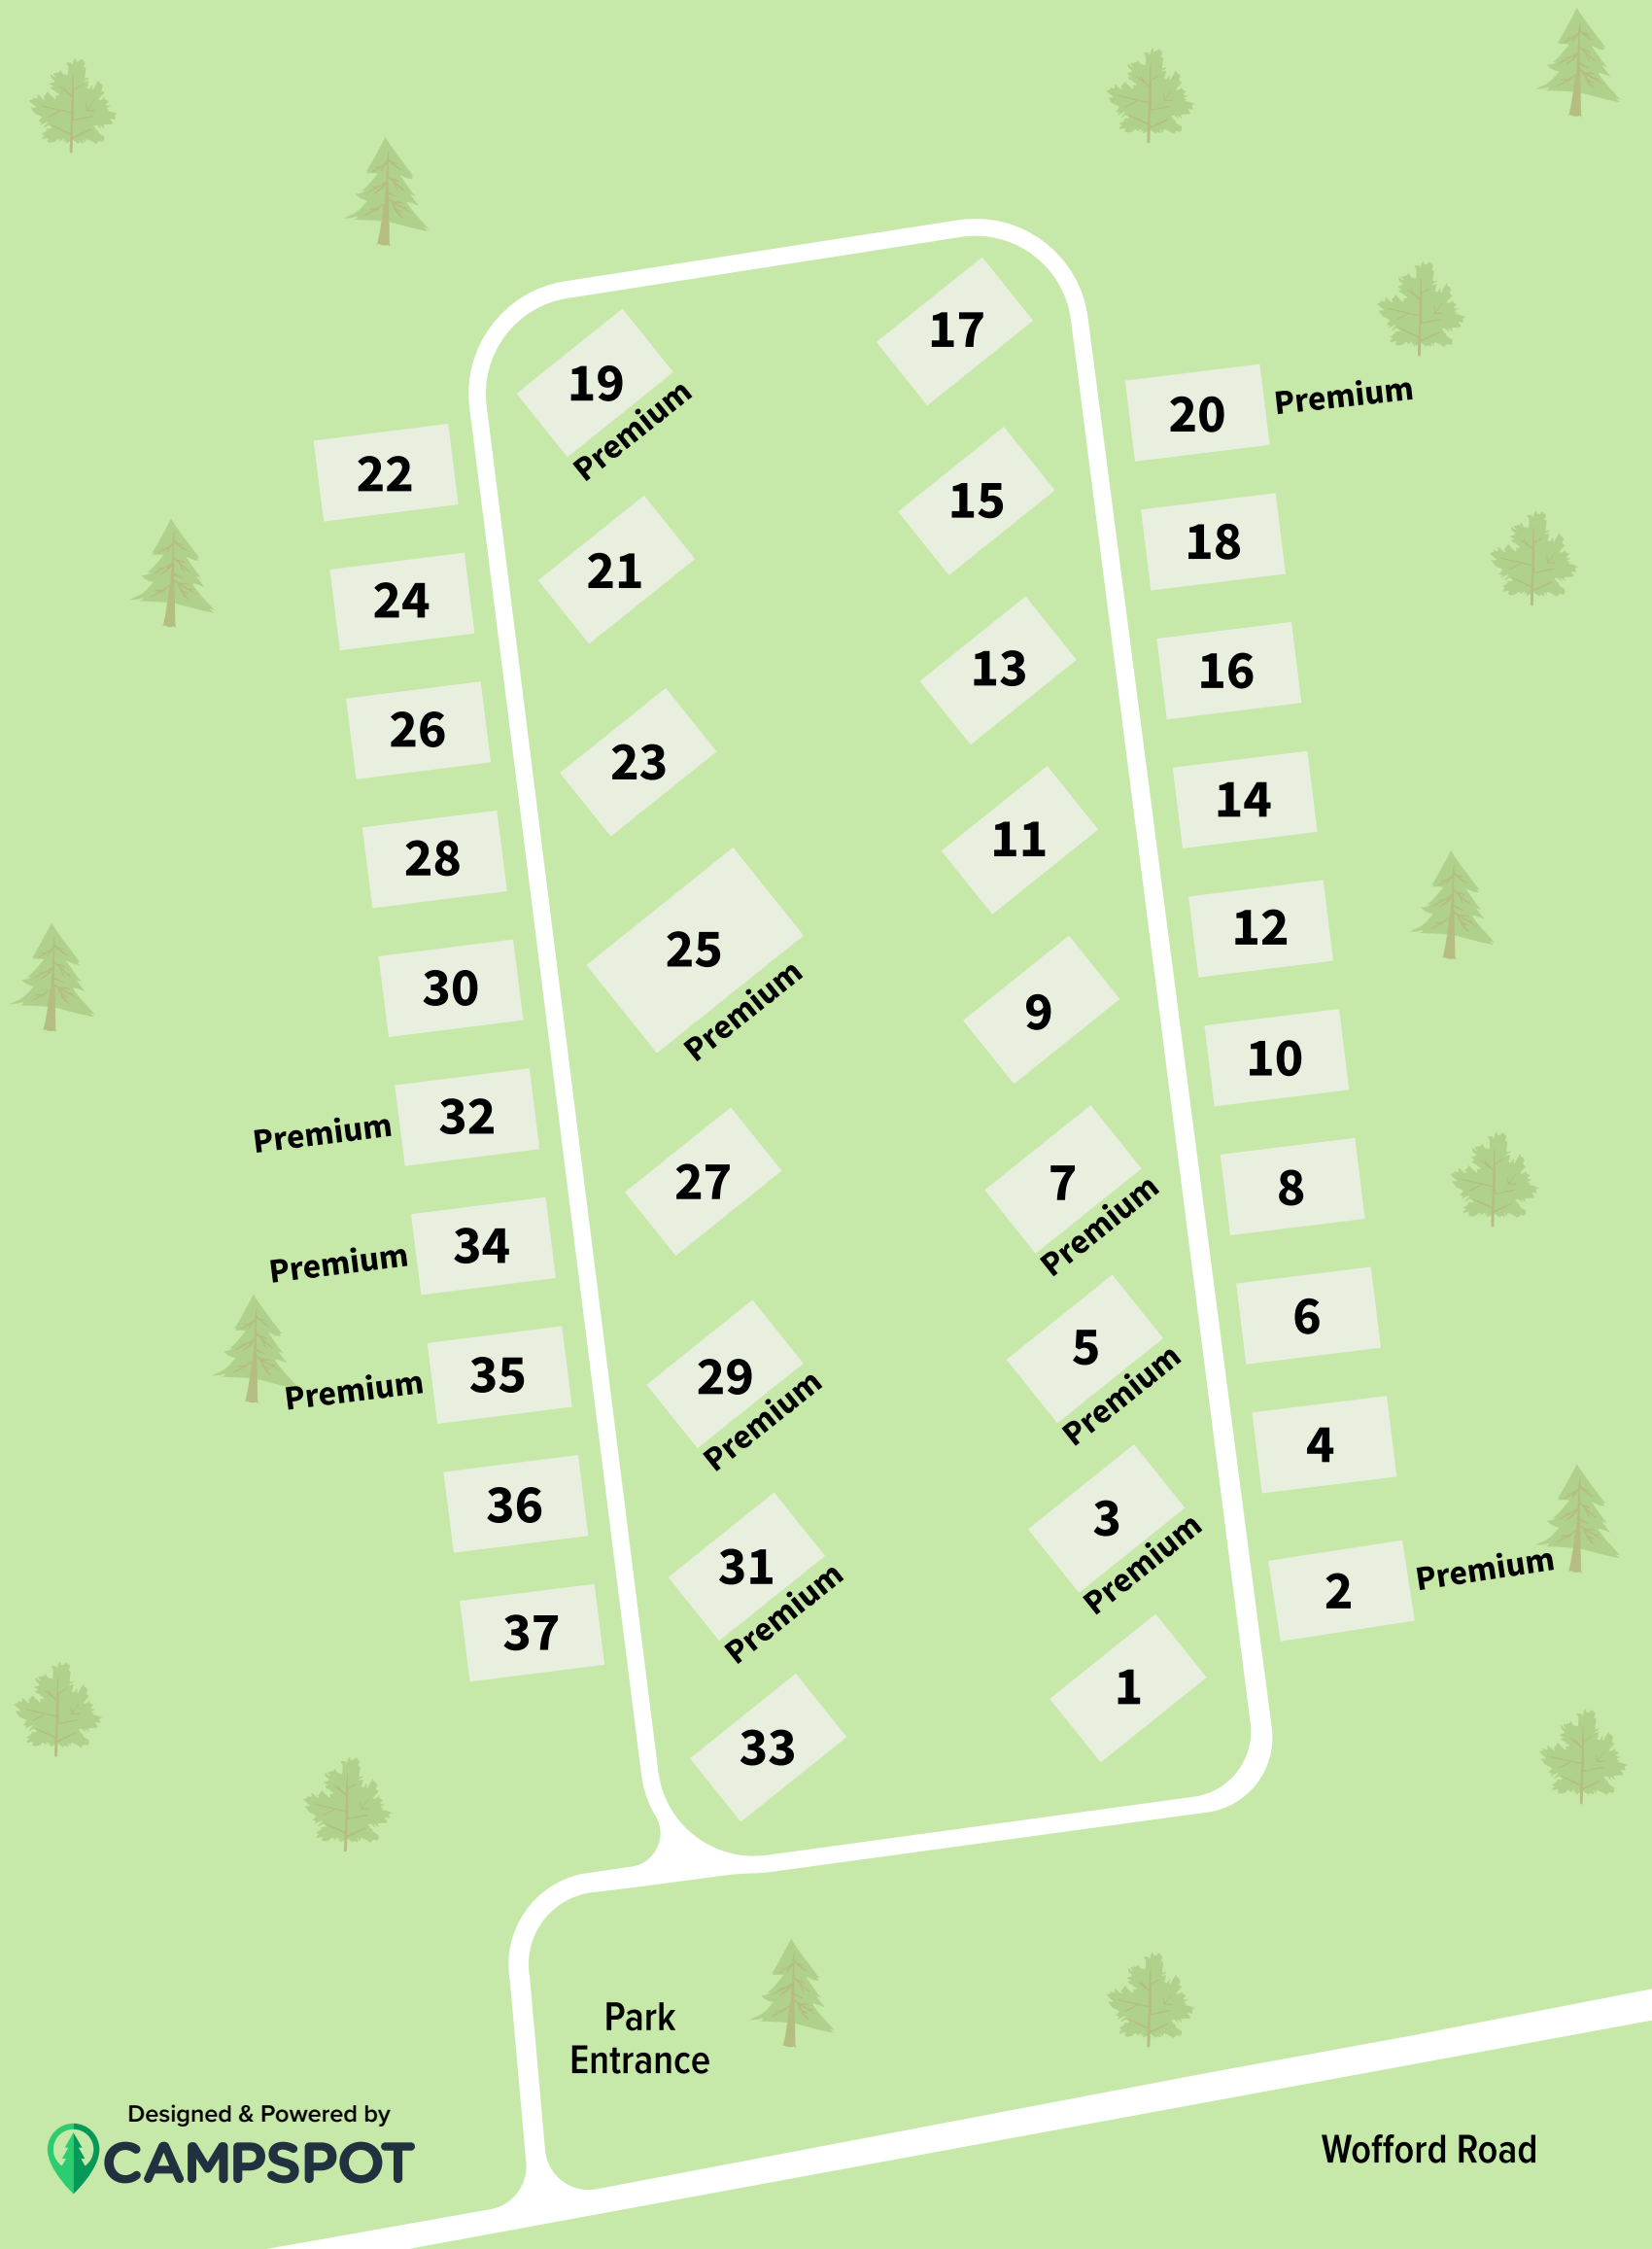 17
19
Premium
20
Premium
22
15
18
21
24
13
16
26
23
14
11
28
12
25
Premium
30
9
10
32
Premium
27
7
Premium
8
34
Premium
6
5
Premium
35
Premium
29
Premium
4
36
3
Premium
31
Premium
2
Premium
37
1
33
Park
Entrance
Designed & Powered by
CAMPSPOT
Wofford Road